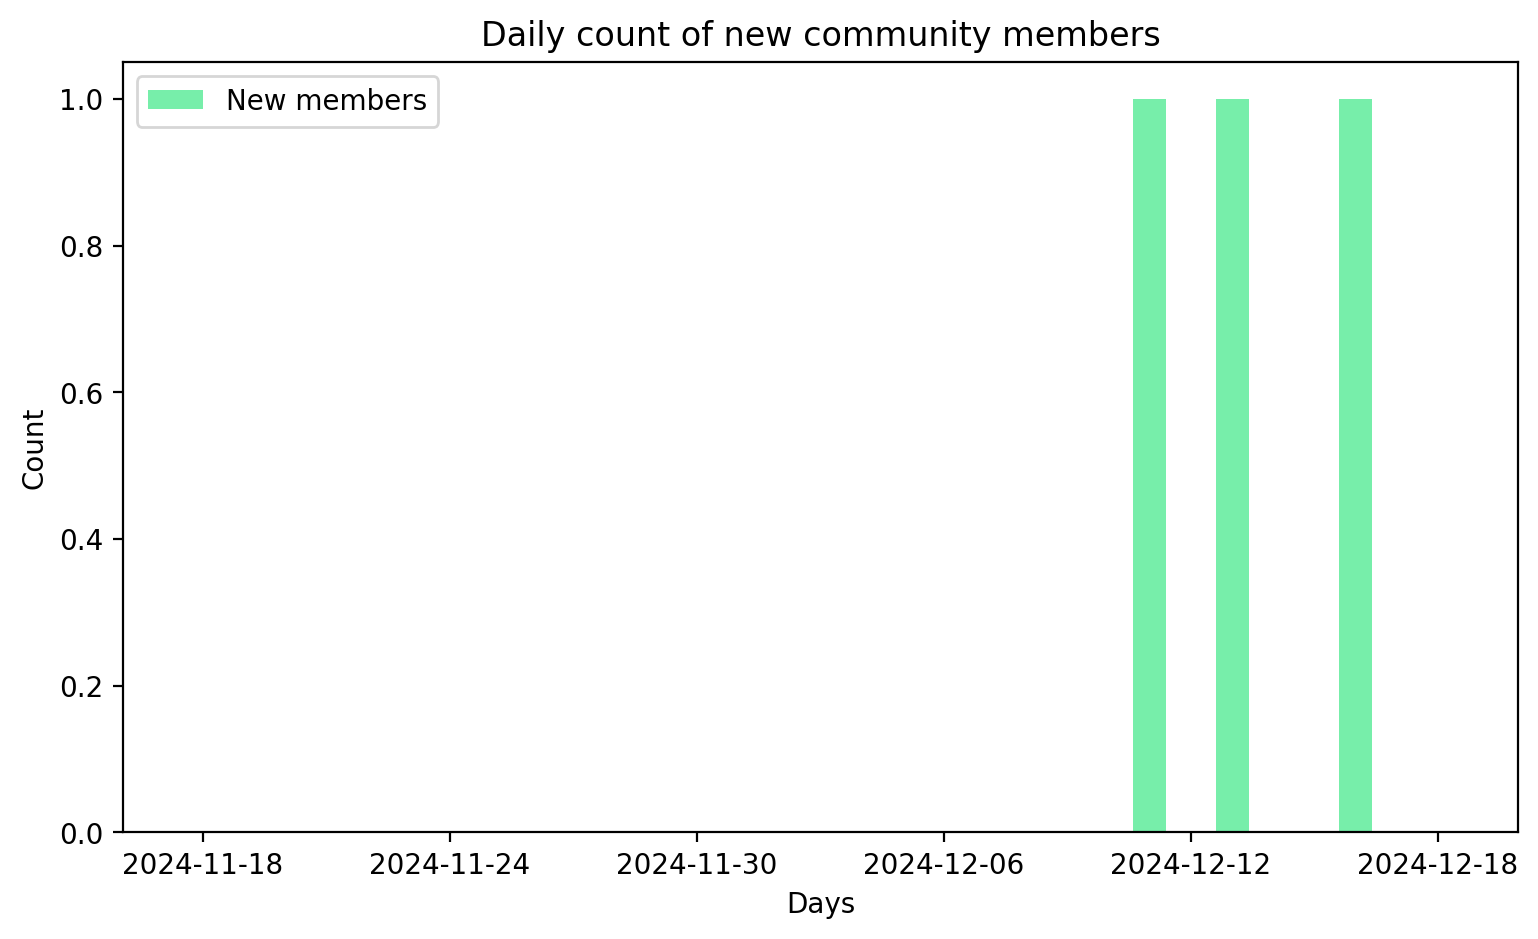 Daily count of new community members
New members
1.0
0.8
0.6
0.4
0.2
0.0
Count
2024-11-18 2024-11-24 2024-11-30 2024-12-06 2024-12-12 2024-12-18
Days